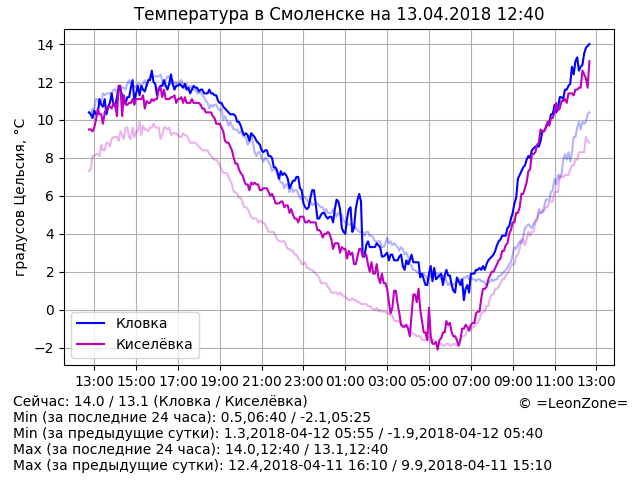 Температура в Смоленске на 13.04.2018 12:40
градусов Цельсия, °C
14
12
10
8
6
4
2
0
−2
Кловка
Киселёвка
13:00 15:00 17:00 19:00 21:00 23:00 01:00 03:00 05:00 07:00 09:00 11:00 13:00
Сейчас: 14.0 / 13.1 (Кловка / Киселёвка)
© =LeonZone=
Min (за последние 24 часа): 0.5,06:40 / -2.1,05:25
Min (за предыдущие сутки): 1.3,2018-04-12 05:55 / -1.9,2018-04-12 05:40
Max (за последние 24 часа): 14.0,12:40 / 13.1,12:40
Max (за предыдущие сутки): 12.4,2018-04-11 16:10 / 9.9,2018-04-11 15:10